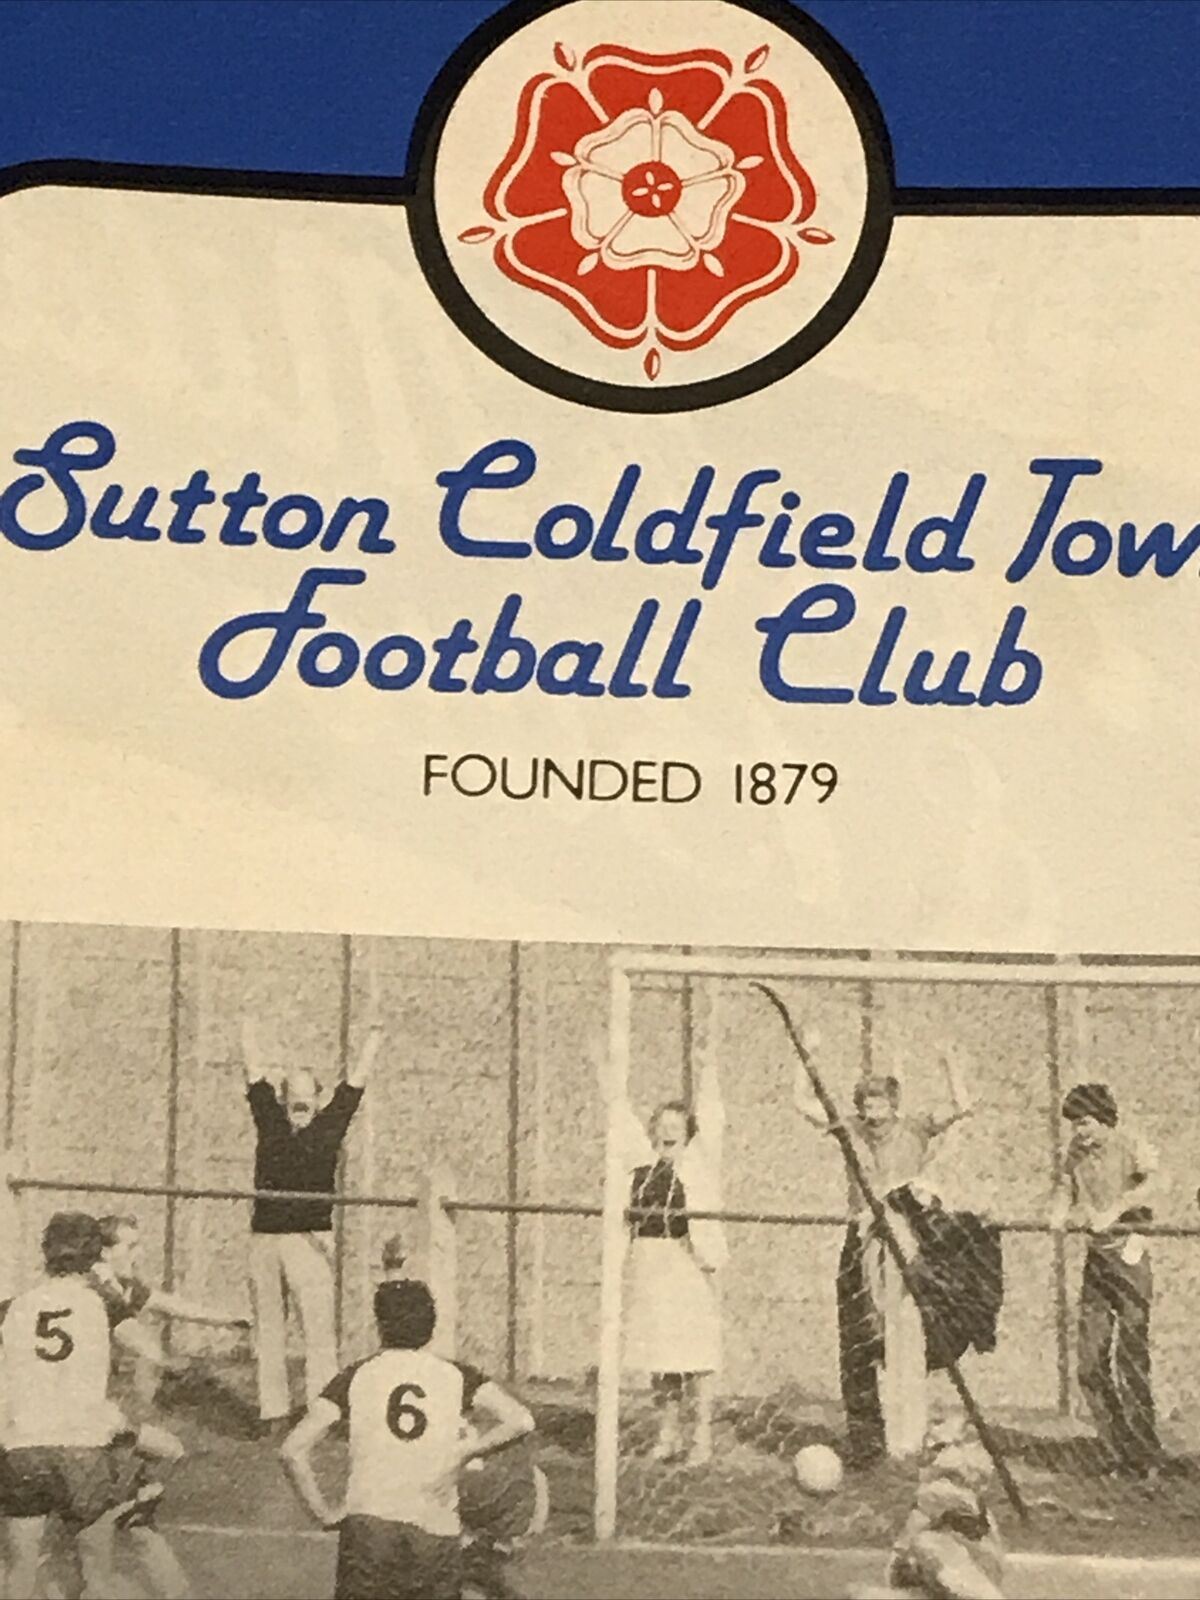 Sutton Coldfield Tow
Football Club
FOUNDED 1879
5
6